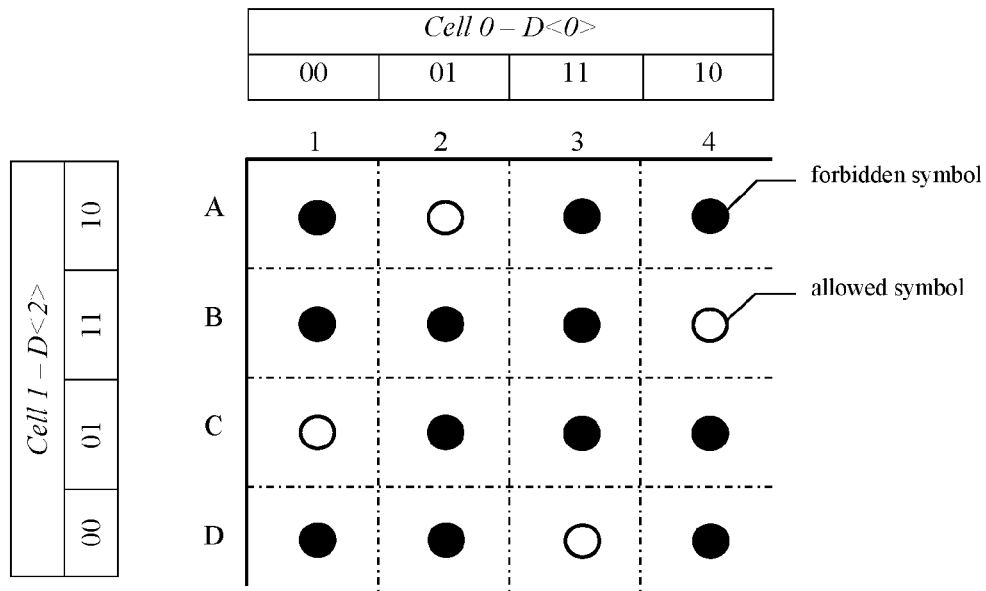 Cell 0 – D<0>
00 01 11 10
1 2 3 4
forbidden symbol
A
allowed symbol
B
C
D
Cell 1 – D<2>
10
11
01
00